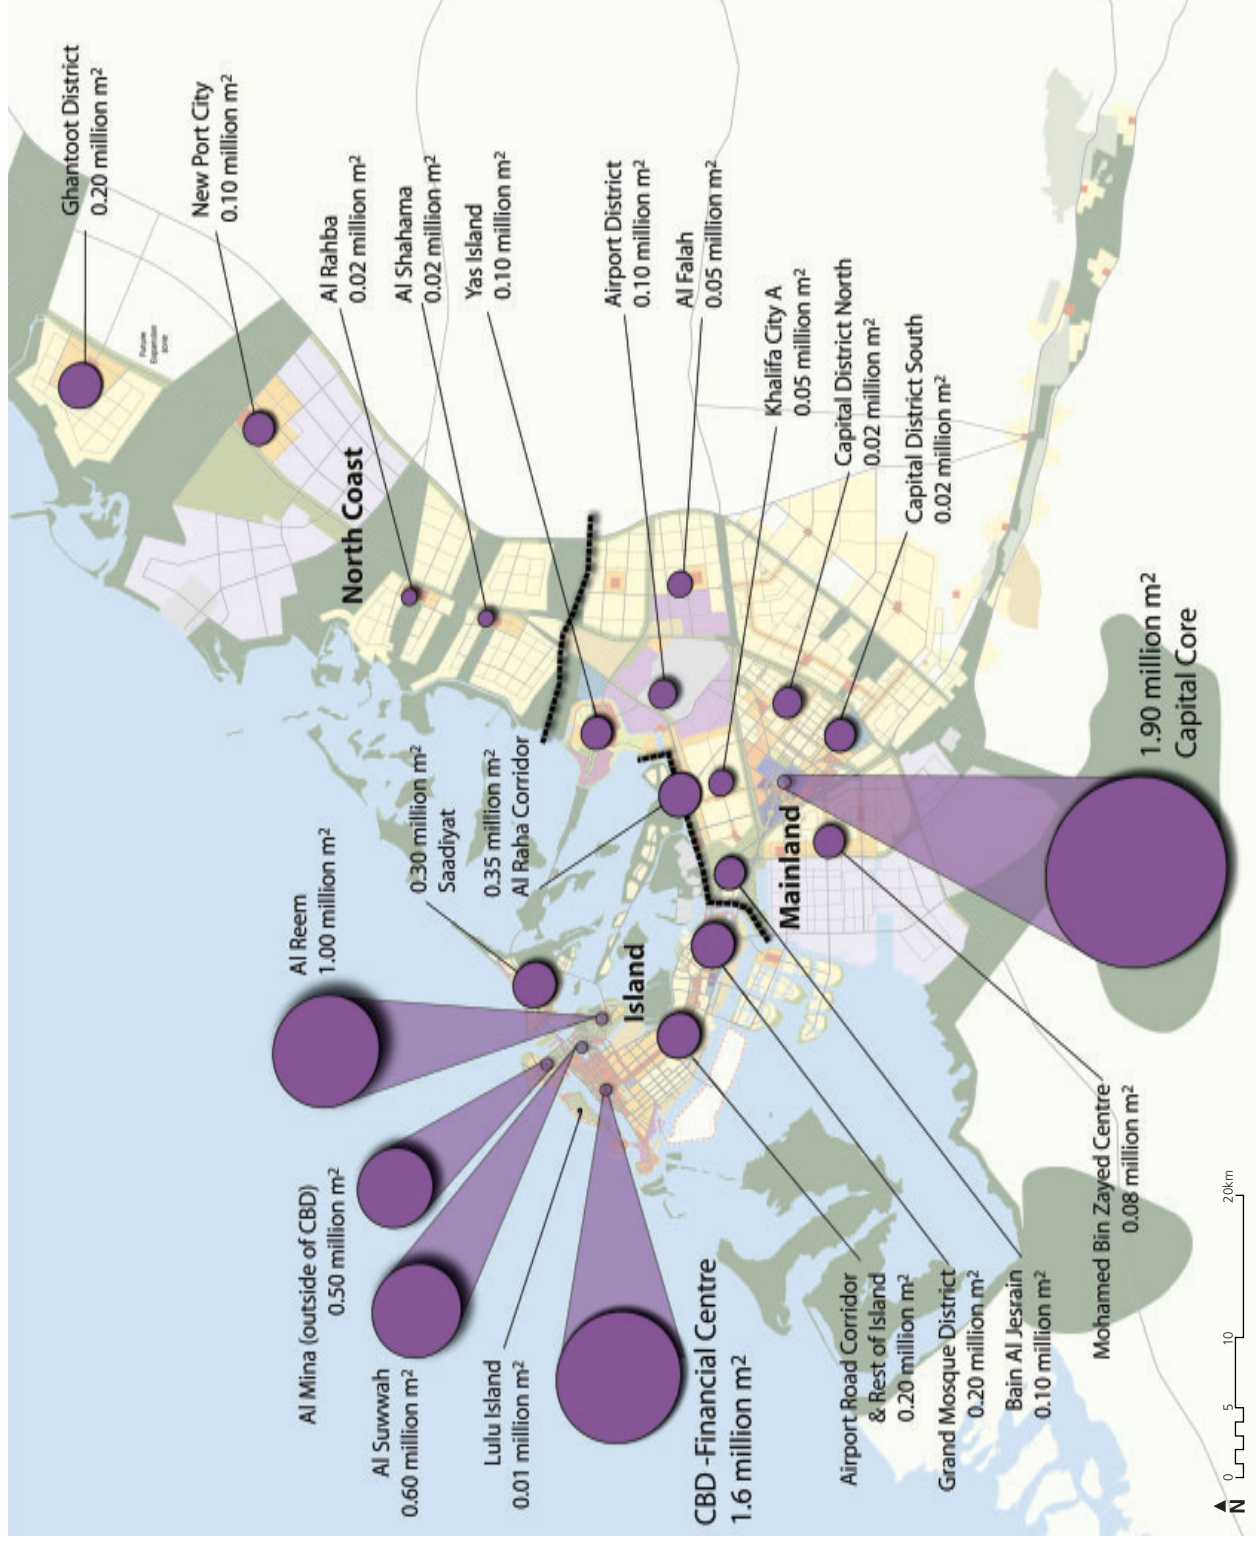 Ghantoot District
0.20 million m²
New Port City
0.10 million m²
Future
Expansion
zone
Al Rahba
0.02 million m²
Al Shahama
0.02 million m²
Yas Island
0.10 million m²
Airport District
0.10 million m²
Al Falah
0.05 million m²
Khalifa City A
0.05 million m²
Capital District North
0.02 million m²
Capital District South
0.02 million m²
North Coast
1.90 million m²
Capital Core
0.30 million m²
Saadiyat
0.35 million m²
Al Raha Corridor
Al Reem
1.00 million m²
Mainland
Island
Al Mina (outside of CBD)
0.50 million m²
Al Suwwah
0.60 million m²
Lulu Island
0.01 million m²
CBD -Financial Centre
1.6 million m²
Airport Road Corridor
& Rest of Island
0.20 million m²
Grand Mosque District
0.20 million m²
Bain Al Jesrain
0.10 million m²
Mohamed Bin Zayed Centre
0.08 million m²
N
0 5 10 20km